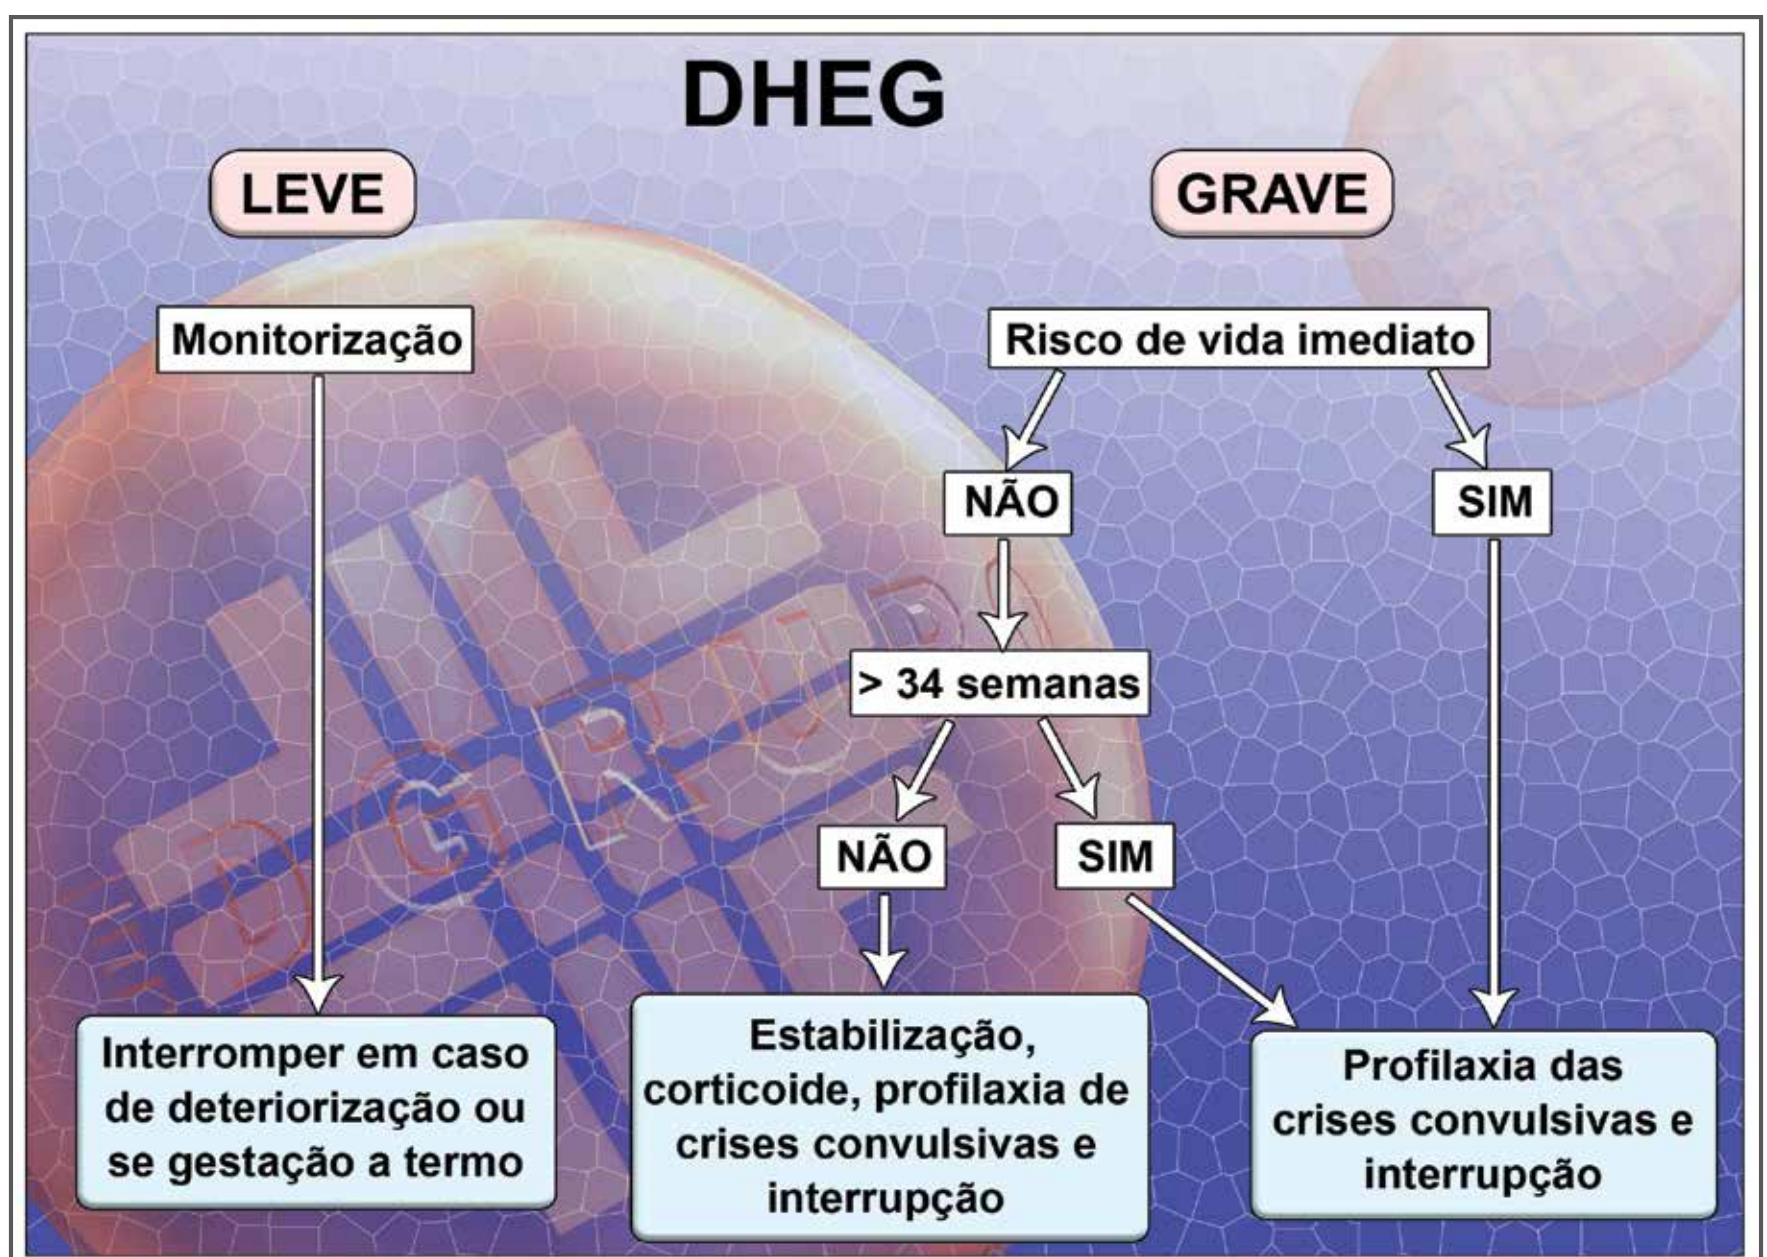 DHEG
LEVE
GRAVE
Monitorização
Risco de vida imediato
NÃO
SIM
> 34 semanas
NÃO
SIM
Interromper em caso
de deteriorização ou
se gestação a termo
Estabilização,
corticoide, profilaxia de
crises convulsivas e
interrupção
Profilaxia das
crises convulsivas e
interrupção